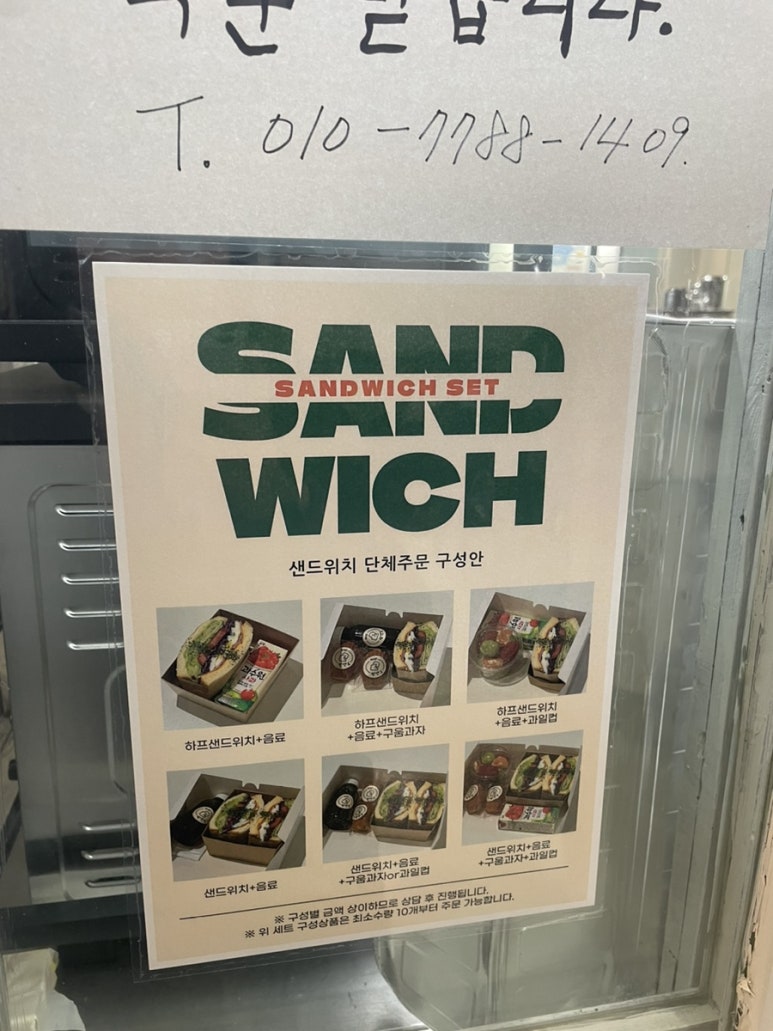 주문 받습니다.
T. 010-7788-1409.
SAND
SANDWICH SET
WICH
샌드위치 단체주문 구성안
하프샌드위치+음료
하프샌드위치
+음료+구움과자
하프샌드위치
+음료+과일컵
샌드위치+음료
샌드위치+음료
+구움과자or과일컵
샌드위치+음료
+구움과자+과일컵
※ 구성별 금액 상이하므로 상담 후 진행됩니다.
※ 위 세트 구성상품은 최소수량 10개부터 주문 가능합니다.